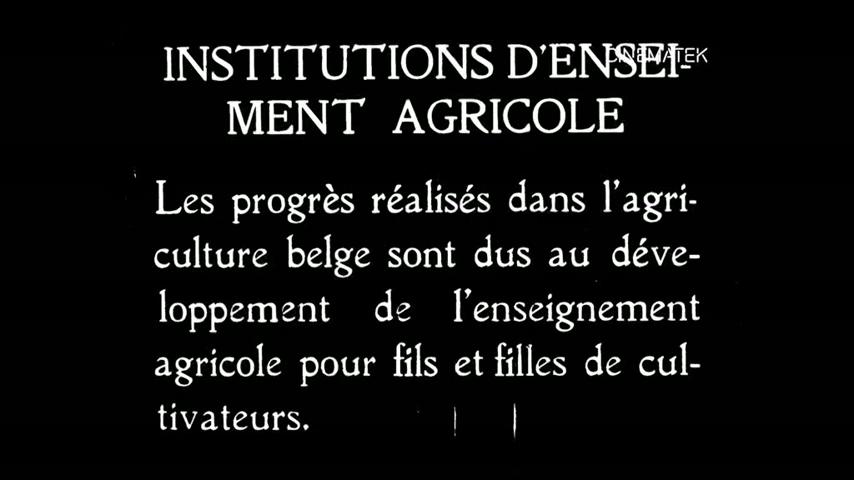 INSTITUTIONS D'ENSEI-
CINEMATEK
MENT AGRICOLE
Les progrès réalisés dans l'agri-
culture belge sont dus au déve-
loppement de l'enseignement
agricole pour fils et filles de cul-
tivateurs.